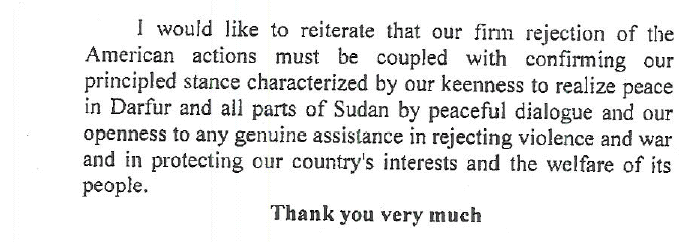 I would like to reiterate that our firm rejection of the
American actions must be coupled with confirming our
principled stance characterized by our keenness to realize peace
in Darfur and all parts of Sudan by peaceful dialogue and our
openness to any genuine assistance in rejecting violence and war
and in protecting our country's interests and the welfare of its
people.
Thank you very much